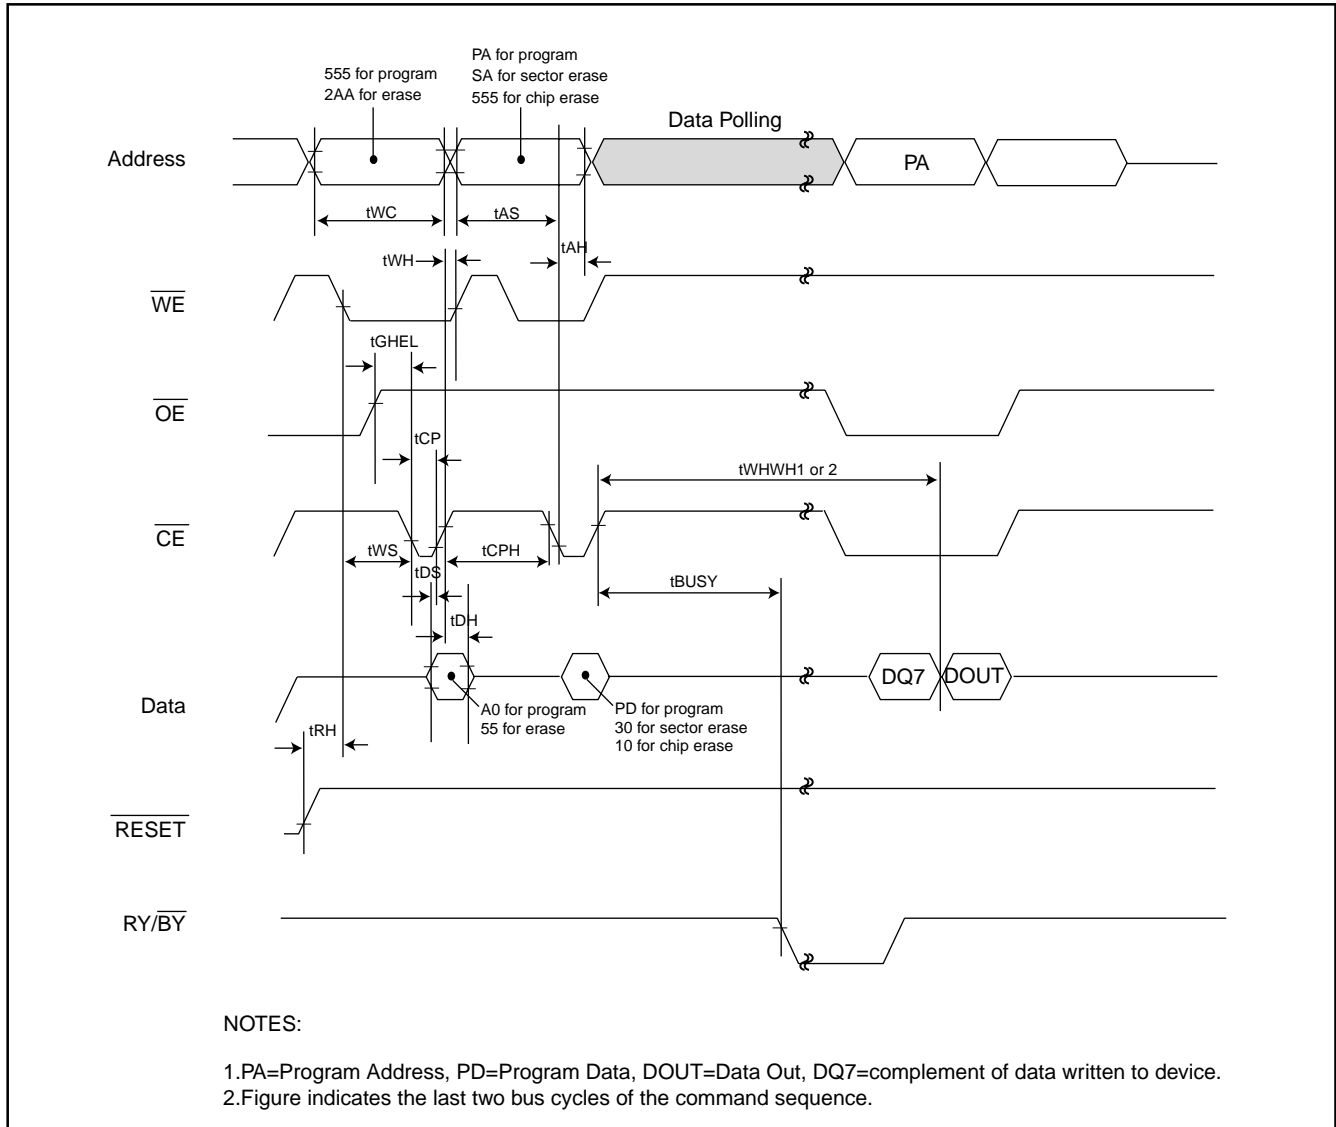 555 for program
2AA for erase
PA for program
SA for sector erase
555 for chip erase
Data Polling
Address
PA
tWC
tAS
tAH
tWH
WE
tGHEL
OE
tCP
tWHWH1 or 2
CE
tWS
tCPH
tDS
tBUSY
tDH
DQ7
DOUT
Data
A0 for program
55 for erase
PD for program
30 for sector erase
10 for chip erase
tRH
RESET
RY/BY
NOTES:
1.PA=Program Address, PD=Program Data, DOUT=Data Out, DQ7=complement of data written to device.
2.Figure indicates the last two bus cycles of the command sequence.